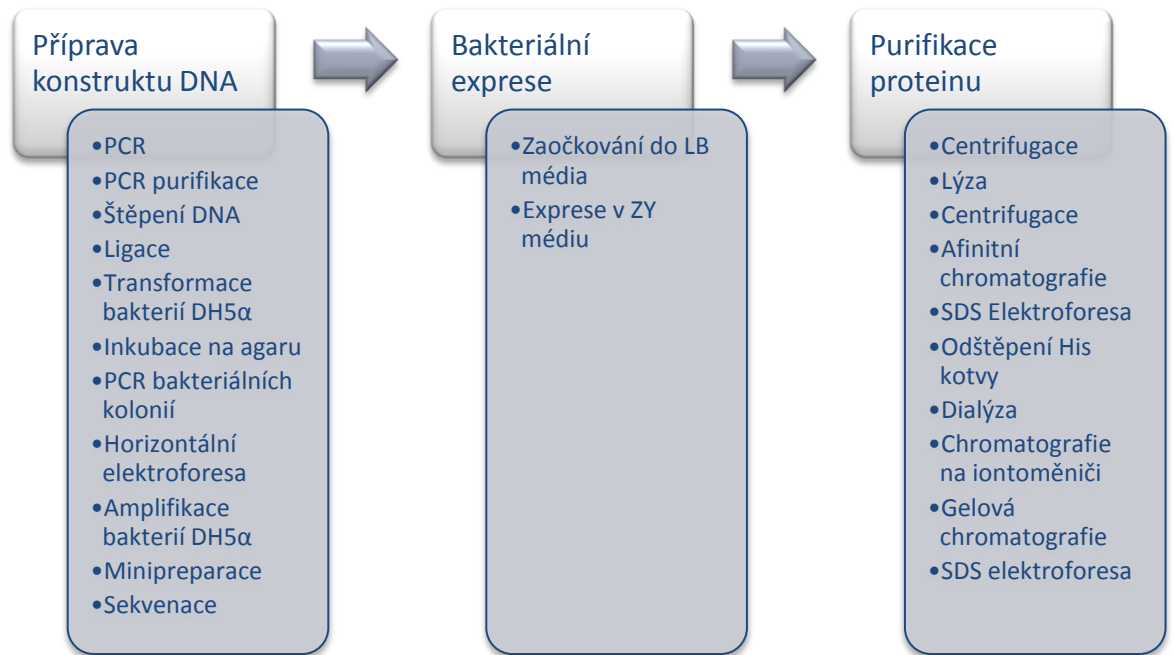 Příprava
konstruktu DNA
•PCR
•PCR purifikace
•Štěpení DNA
•Ligace
•Transformace
bakterií DH5α
•Inkubace na agaru
•PCR bakteriálních
kolonií
•Horizontální
elektroforesa
•Amplifikace
bakterií DH5α
•Minipreparace
•Sekvenace
Bakteriální
exprese
•Zaočkování do LB
média
•Exprese v ZY
médiu
Purifikace
proteinu
•Centrifugace
•Lýza
•Centrifugace
•Afinitní
chromatografie
•SDS Elektroforesa
•Odštěpení His
kotvy
•Dialýza
•Chromatografie
na iontoměniči
•Gelová
chromatografie
•SDS elektroforesa